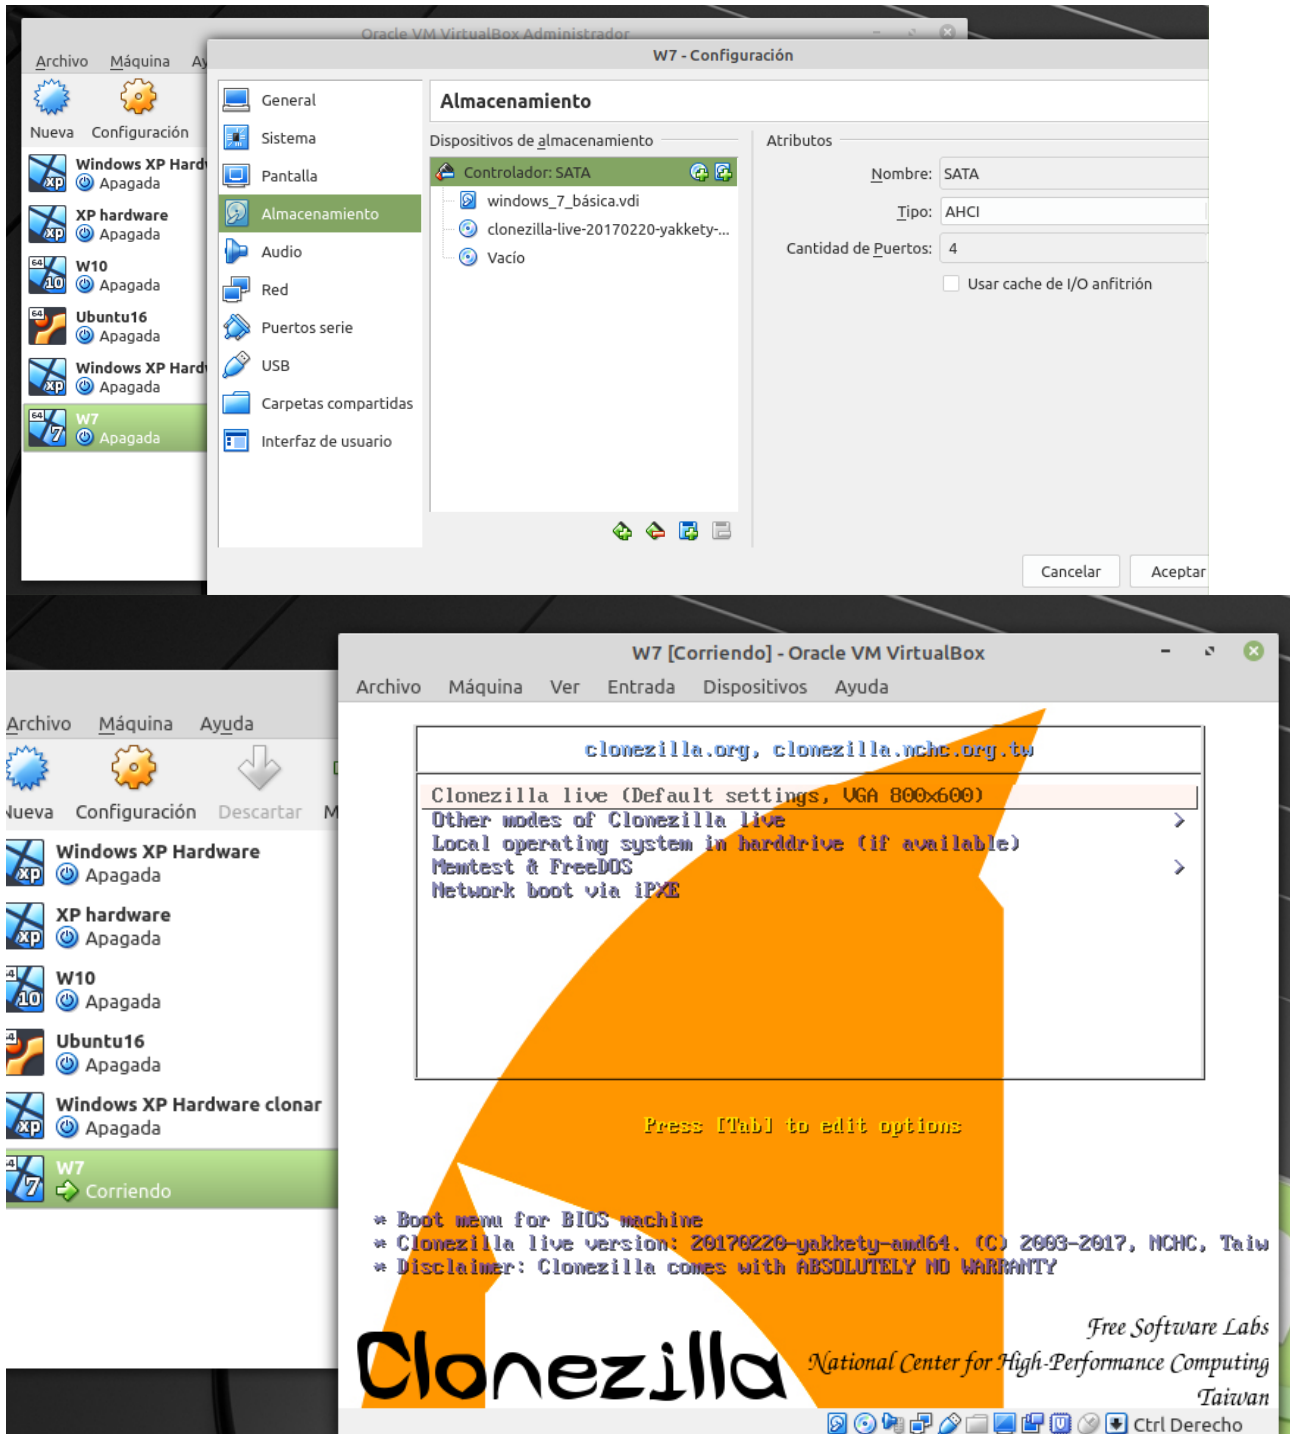 Oracle VM VirtualBox Administrador
W7 - Configuración
Archivo Máquina Ay
Nueva Configuración
Windows XP Hardw
Apagada
XP hardware
Apagada
W10
Apagada
Ubuntu16
Apagada
Windows XP Hardw
Apagada
W7
Apagada
General
Sistema
Pantalla
Almacenamiento
Audio
Red
Puertos serie
USB
Carpetas compartidas
Interfaz de usuario
Almacenamiento
Dispositivos de almacenamiento
Controlador: SATA
windows_7_básica.vdi
clonezilla-live-20170220-yakkety-...
Vacío
Atributos
Nombre: SATA
Tipo: AHCI
Cantidad de Puertos: 4
Usar cache de I/O anfitrión
Cancelar Aceptar
W7 [Corriendo] - Oracle VM VirtualBox
Archivo Máquina Ver Entrada Dispositivos Ayuda
Archivo Máquina Ayuda
Nueva Configuración Descartar M
Windows XP Hardware
Apagada
XP hardware
Apagada
W10
Apagada
Ubuntu16
Apagada
Windows XP Hardware clonar
Apagada
W7
Corriendo
clonezilla.org, clonezilla.nchc.org.tw
Clonezilla live (Default settings, VGA 800x600)
Other modes of Clonezilla live >
Local operating system in harddrive (if available)
Memtest & FreeDOS >
Network boot via iPXE
Press [Tab] to edit options
* Boot menu for BIOS machine
* Clonezilla live version: 20170220-yakkety-amd64. (C) 2003-2017, NCHC, Taiw
* Disclaimer: Clonezilla comes with ABSOLUTELY NO WARRANTY
Clonezilla
Free Software Labs
National Center for High-Performance Computing
Taiwan
Ctrl Derecho